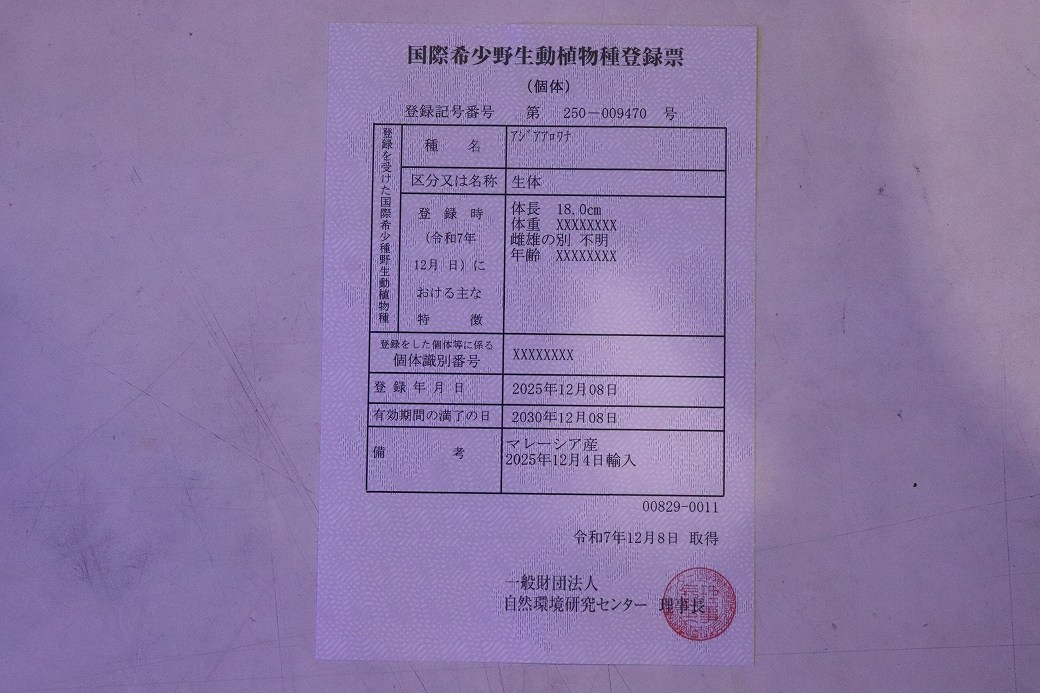 国際希少野生動植物種登録票
（個体）
登録記号番号 第 250-009470 号
登録を受けた国際希少野生動植物種
種 名 アジアアロワナ
区分又は名称 生体
登録時
（令和7年
12月 日）に
おける主な
特 徴
体長 18.0cm
体重 XXXXXXXX
雌雄の別 不明
年齢 XXXXXXXX
登録をした個体等に係る
個体識別番号 XXXXXXXX
登録年月日 2025年12月08日
有効期間の満了の日 2030年12月08日
備 考 マレーシア産
2025年12月4日輸入
00829-0011
令和7年12月8日 取得
一般財団法人
自然環境研究センター 理事長